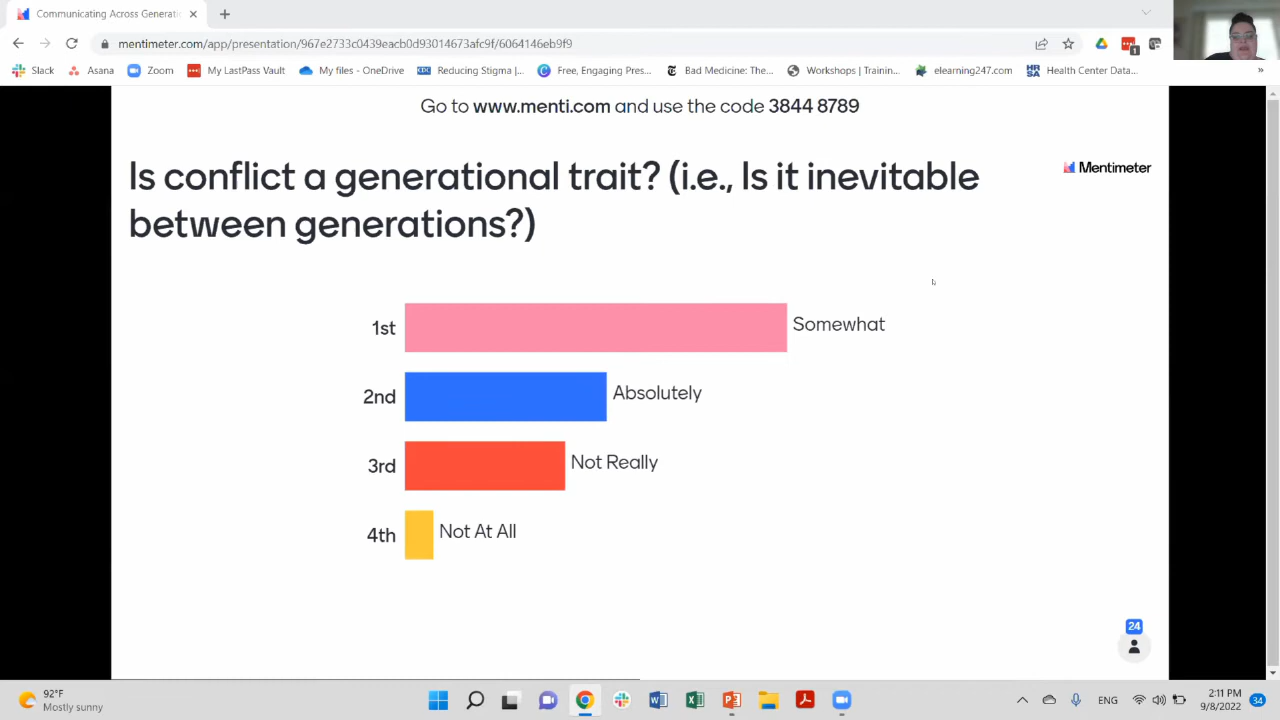 Communicating Across Generati
mentimeter.com/app/presentation/967e2733c0439eacb0d9014673afc9f/6064146eb9f9
1
Slack
Asana
Zoom
My LastPass Vault
My files - OneDrive
CDC
Reducing Stigma |...
Free, Engaging Pres...
Bad Medicine: The...
Workshops | Trainin...
elearning247.com
HRSA
Health Center Data...
»
Go to www.menti.com and use the code 3844 8789
Is conflict a generational trait? (i.e., Is it inevitable
between generations?)
Mentimeter
1st
Somewhat
2nd
Absolutely
3rd
Not Really
4th
Not At All
24
92°F
Mostly sunny
ENG
2:11 PM
9/8/2022
34